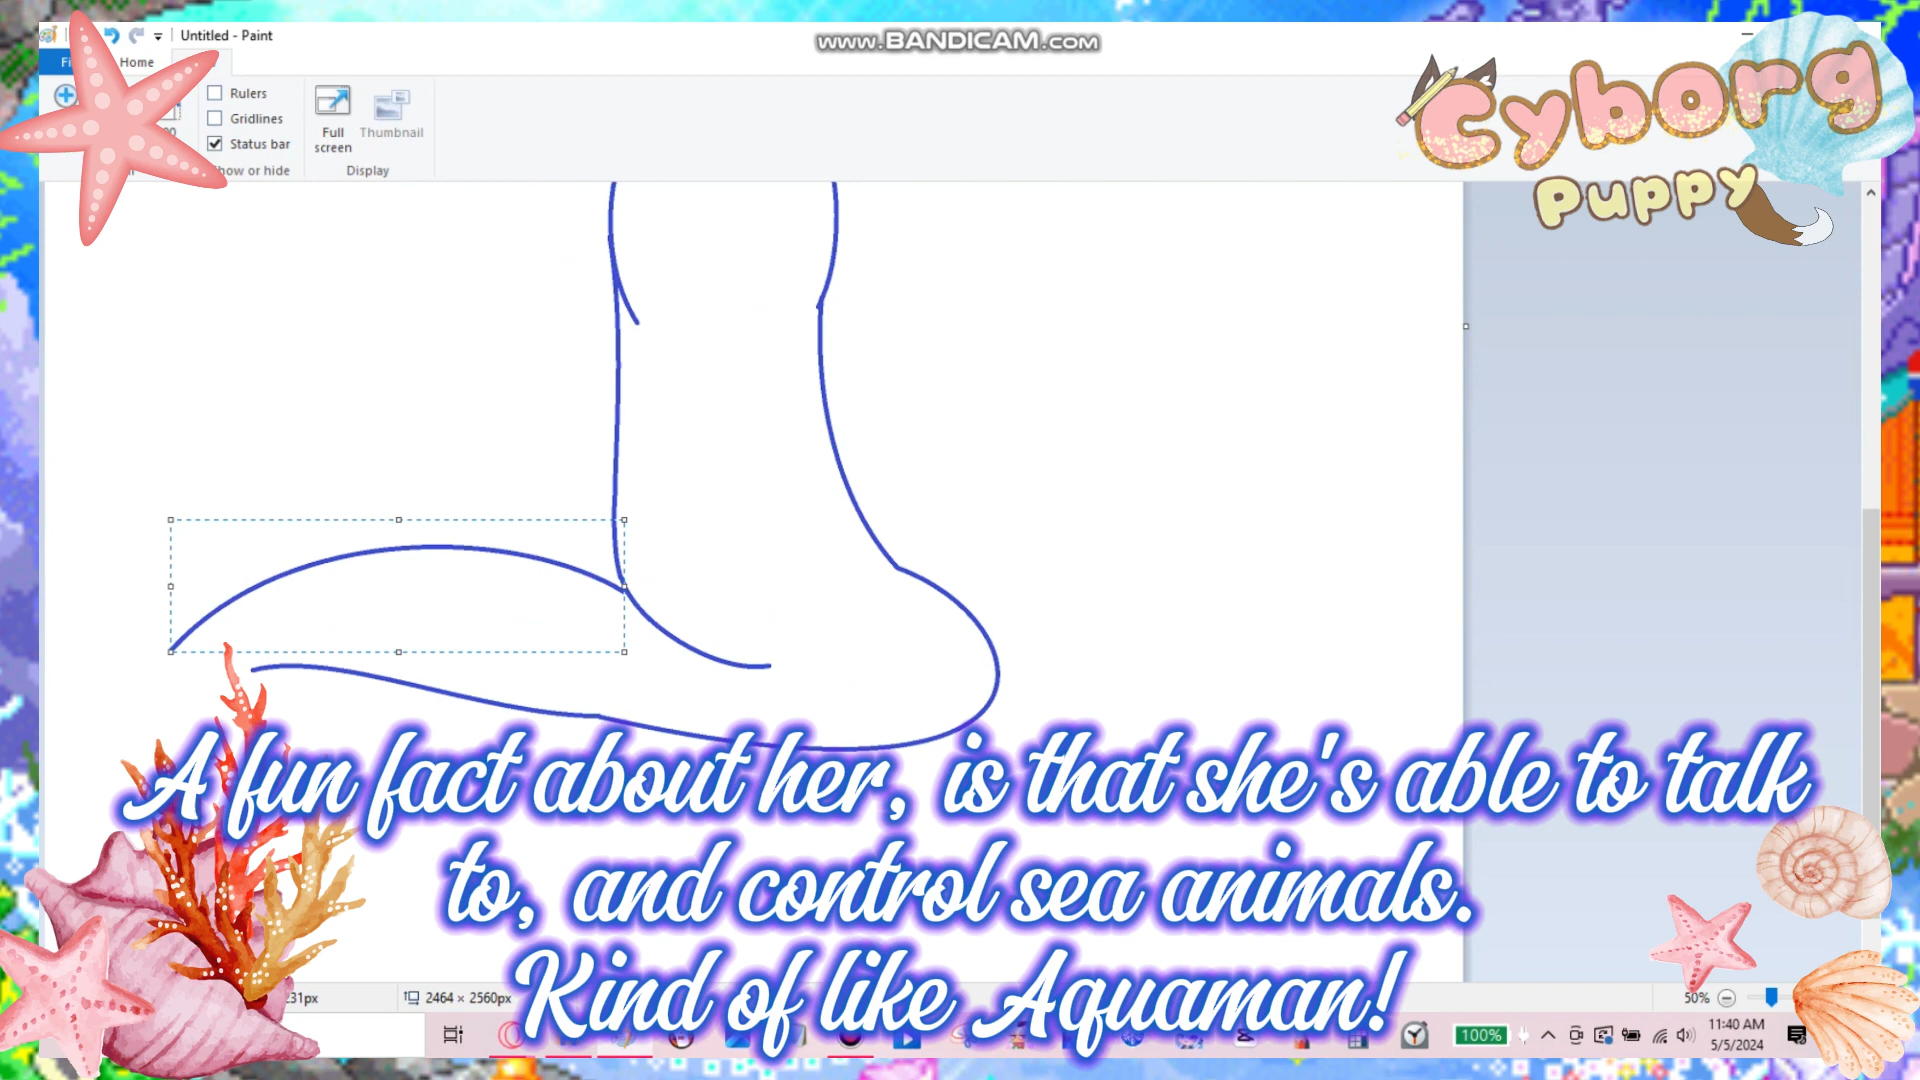 Untitled - Paint
www.BANDICAM.com
Home
Rulers
Gridlines
Status bar
Full screen
Thumbnail
Display
Cyborg
Puppy
A fun fact about her, is that she's able to talk
to, and control sea animals.
Kind of like Aquaman!
2464 × 2560px
50%
100%
11:40 AM
5/5/2024